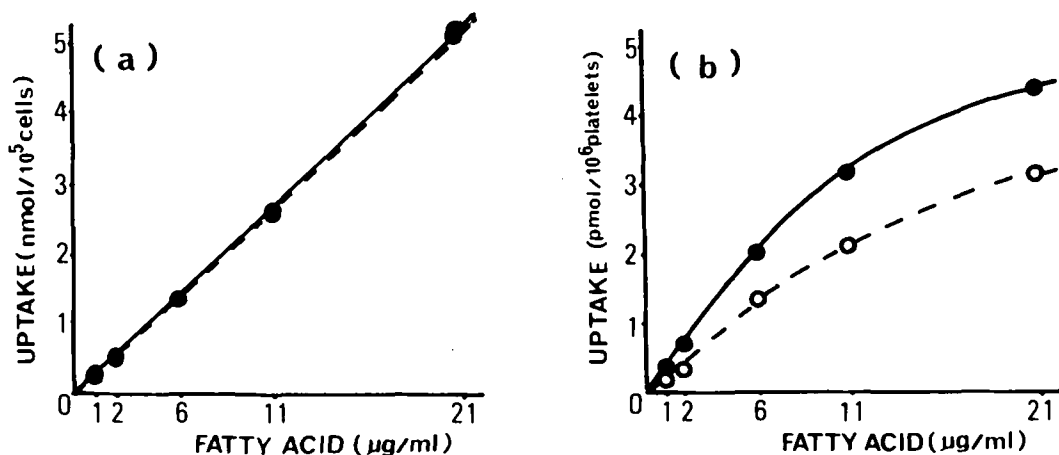 (a)
UPTAKE (nmol/10⁵cells)
5
4
3
2
1
0
1 2 6 11 21
FATTY ACID (µg/ml)
(b)
UPTAKE (pmol/10⁶platelets)
5
4
3
2
1
0
1 2 6 11 21
FATTY ACID (µg/ml)